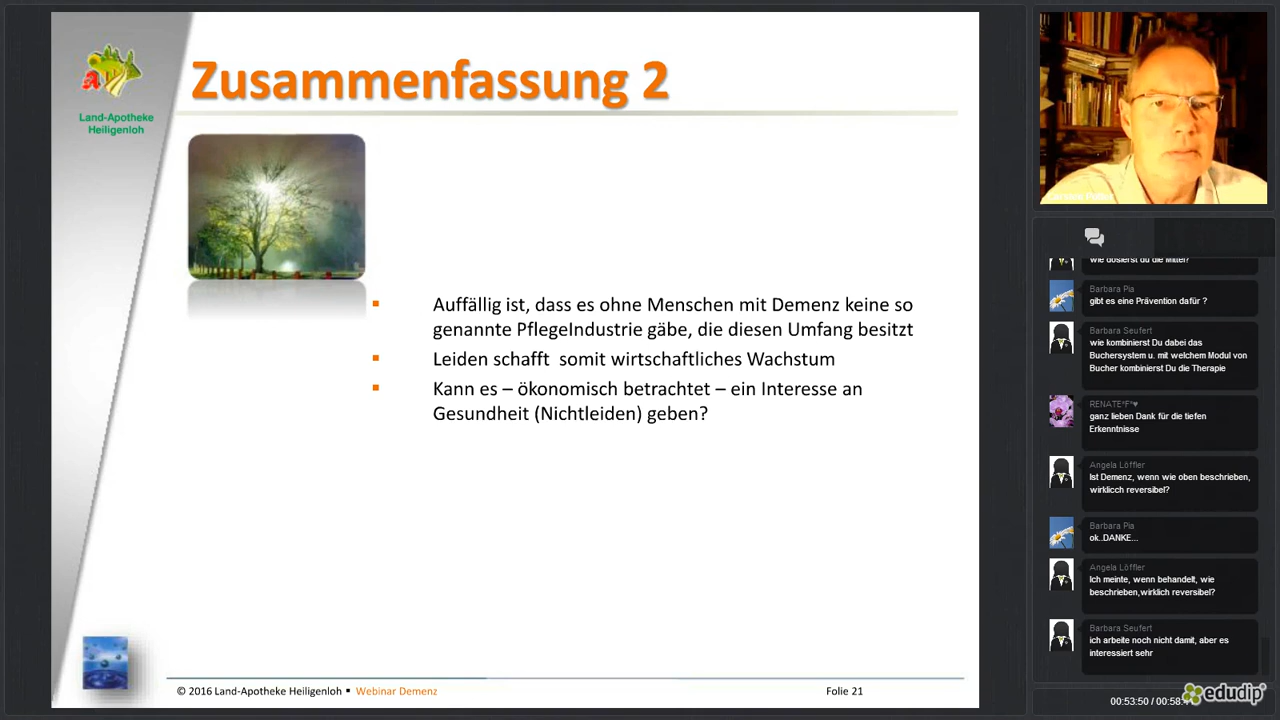 A
Land-Apotheke
Heiligenloh
Zusammenfassung 2
Auffällig ist, dass es ohne Menschen mit Demenz keine so
genannte PflegeIndustrie gäbe, die diesen Umfang besitzt
Leiden schafft somit wirtschaftliches Wachstum
Kann es – ökonomisch betrachtet – ein Interesse an
Gesundheit (Nichtleiden) geben?
© 2016 Land-Apotheke Heiligenloh ▪ Webinar Demenz
Folie 21
wie dosierst du die Mittel?
Barbara Pia
gibt es eine Prävention dafür ?
Barbara Seufert
wie kombinierst Du dabei das
Buchersystem u. mit welchem Modul von
Bucher kombinierst Du die Therapie
RENATE*F*♥
ganz lieben Dank für die tiefen
Erkenntnisse
Angela Löffler
Ist Demenz, wenn wie oben beschrieben,
wirklicch reversibel?
Barbara Pia
ok..DANKE...
Angela Löffler
Ich meinte, wenn behandelt, wie
beschrieben,wirklich reversibel?
Barbara Seufert
ich arbeite noch nicht damit, aber es
interessiert sehr
00:53:50 / 00:58:
edudip